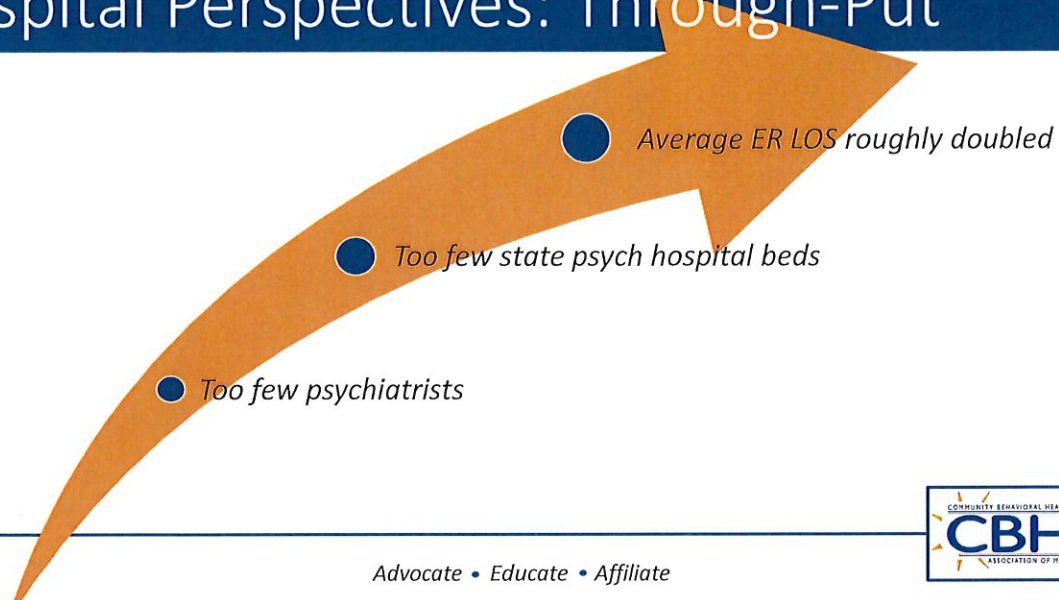 spital Perspectives: Through-Put
Average ER LOS roughly doubled
Too few state psych hospital beds
Too few psychiatrists
COMMUNITY BEHAVIORAL HEA
CBH
ASSOCIATION OF M
Advocate • Educate • Affiliate